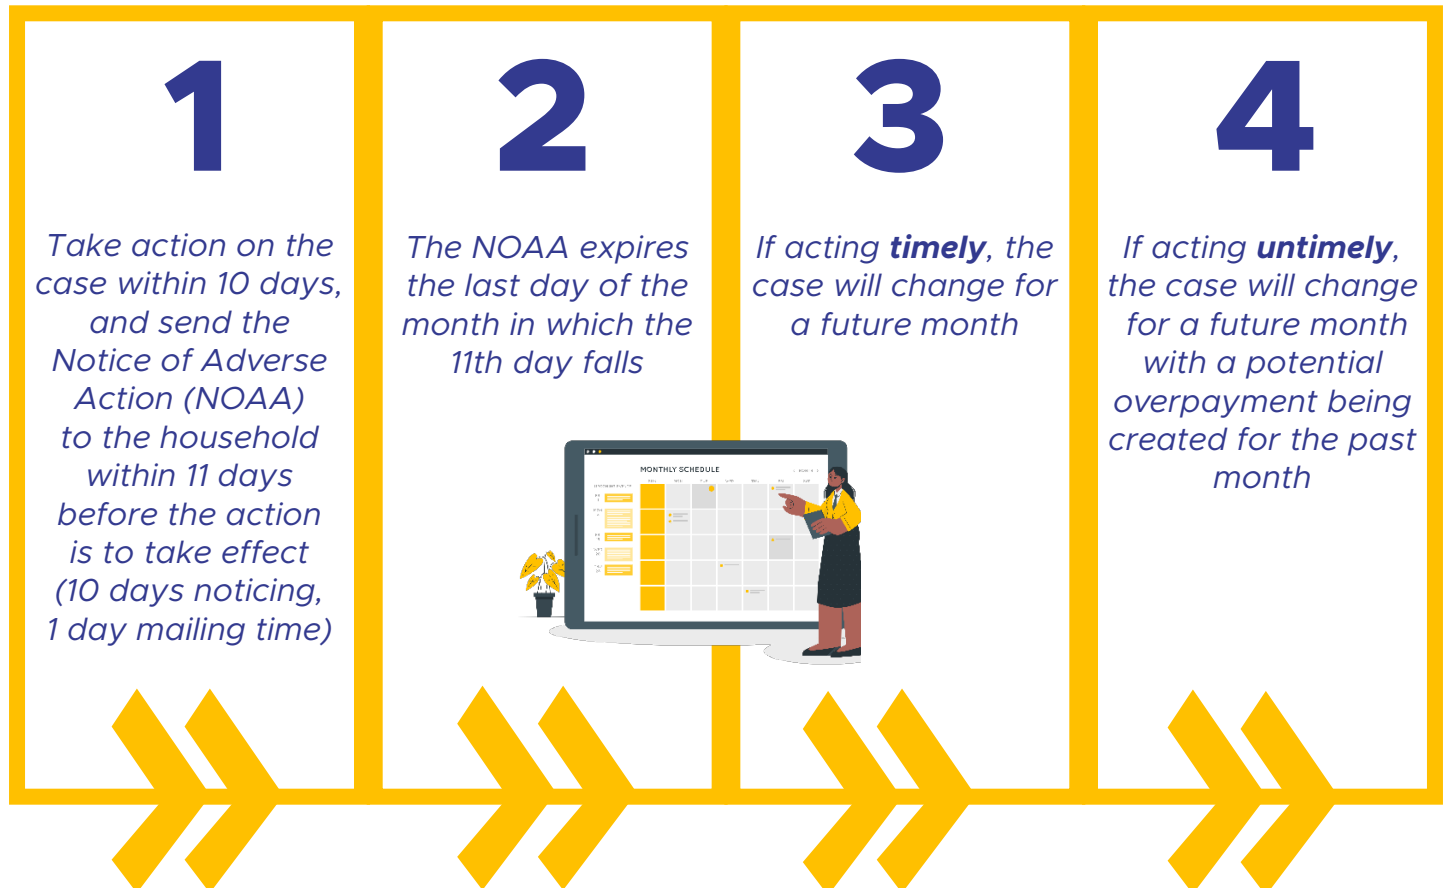 1
Take action on the
case within 10 days,
and send the
Notice of Adverse
Action (NOAA)
to the household
within 11 days
before the action
is to take effect
(10 days noticing,
1 day mailing time)
2
The NOAA expires
the last day of the
month in which the
11th day falls
3
If acting timely, the
case will change for
a future month
4
If acting untimely,
the case will change
for a future month
with a potential
overpayment being
created for the past
month
MONTHLY SCHEDULE